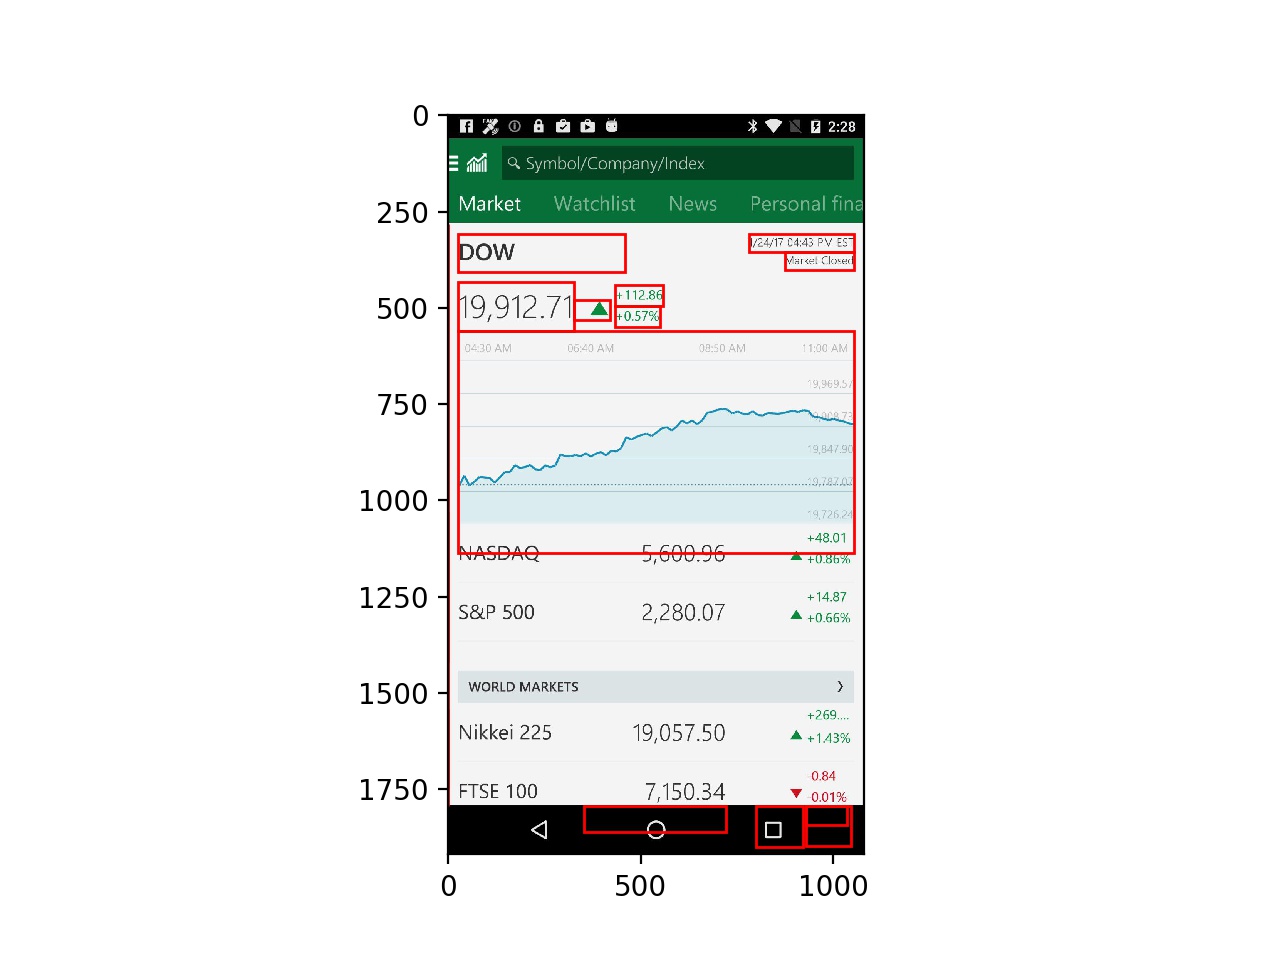 0
250
500
750
1000
1250
1500
1750
2:28
Symbol/Company/Index
Market Watchlist News Personal fina
DOW
1/24/17 04:43 PM EST
Market Closed
19,912.71
+112.86
+0.57%
04:30 AM 06:40 AM 08:50 AM 11:00 AM
19,969.57
19,908.73
19,847.90
19,787.07
19,726.24
NASDAQ 5,600.96 +48.01
+0.86%
S&P 500 2,280.07 +14.87
+0.66%
WORLD MARKETS
Nikkei 225 19,057.50 +269....
+1.43%
FTSE 100 7,150.34 -0.84
-0.01%
0 500 1000